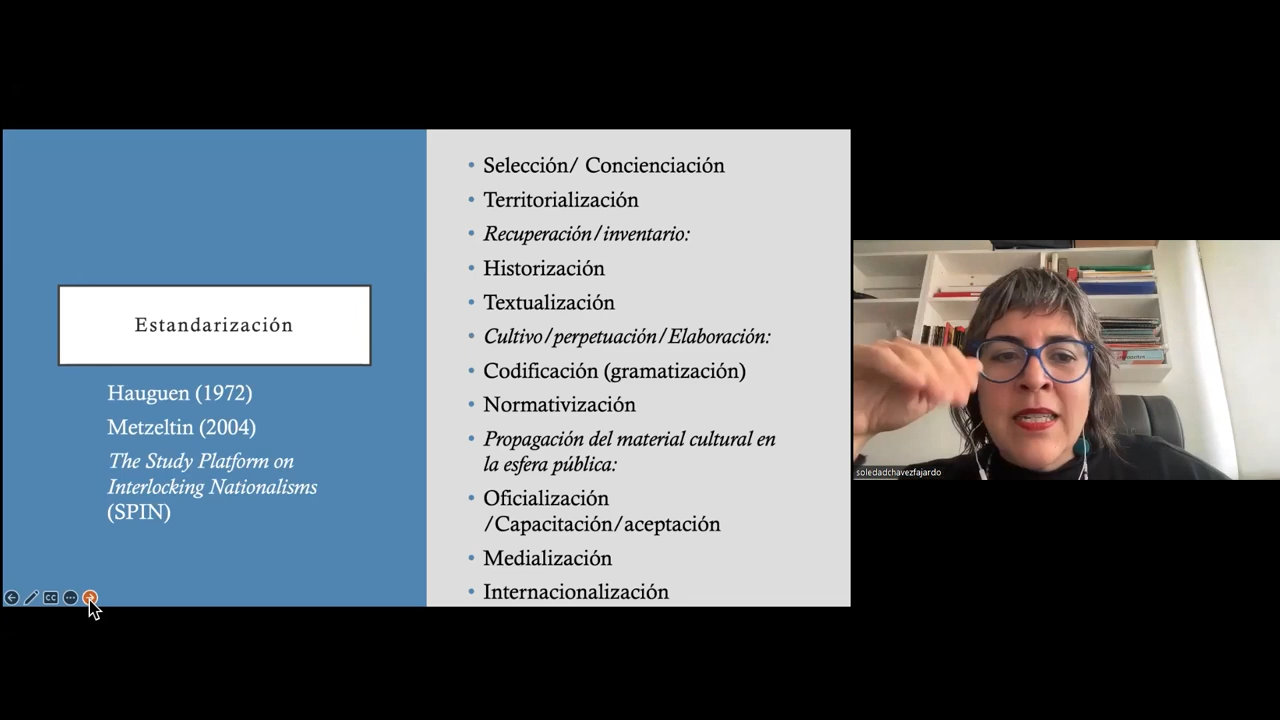 Estandarización
Hauguen (1972)
Metzeltin (2004)
The Study Platform on
Interlocking Nationalisms
(SPIN)
• Selección/ Concienciación
• Territorialización
• Recuperación/inventario:
• Historización
• Textualización
• Cultivo/perpetuación/Elaboración:
• Codificación (gramatización)
• Normativización
• Propagación del material cultural en
la esfera pública:
• Oficialización
/Capacitación/aceptación
• Medialización
• Internacionalización
CC
soledadchavezfajardo